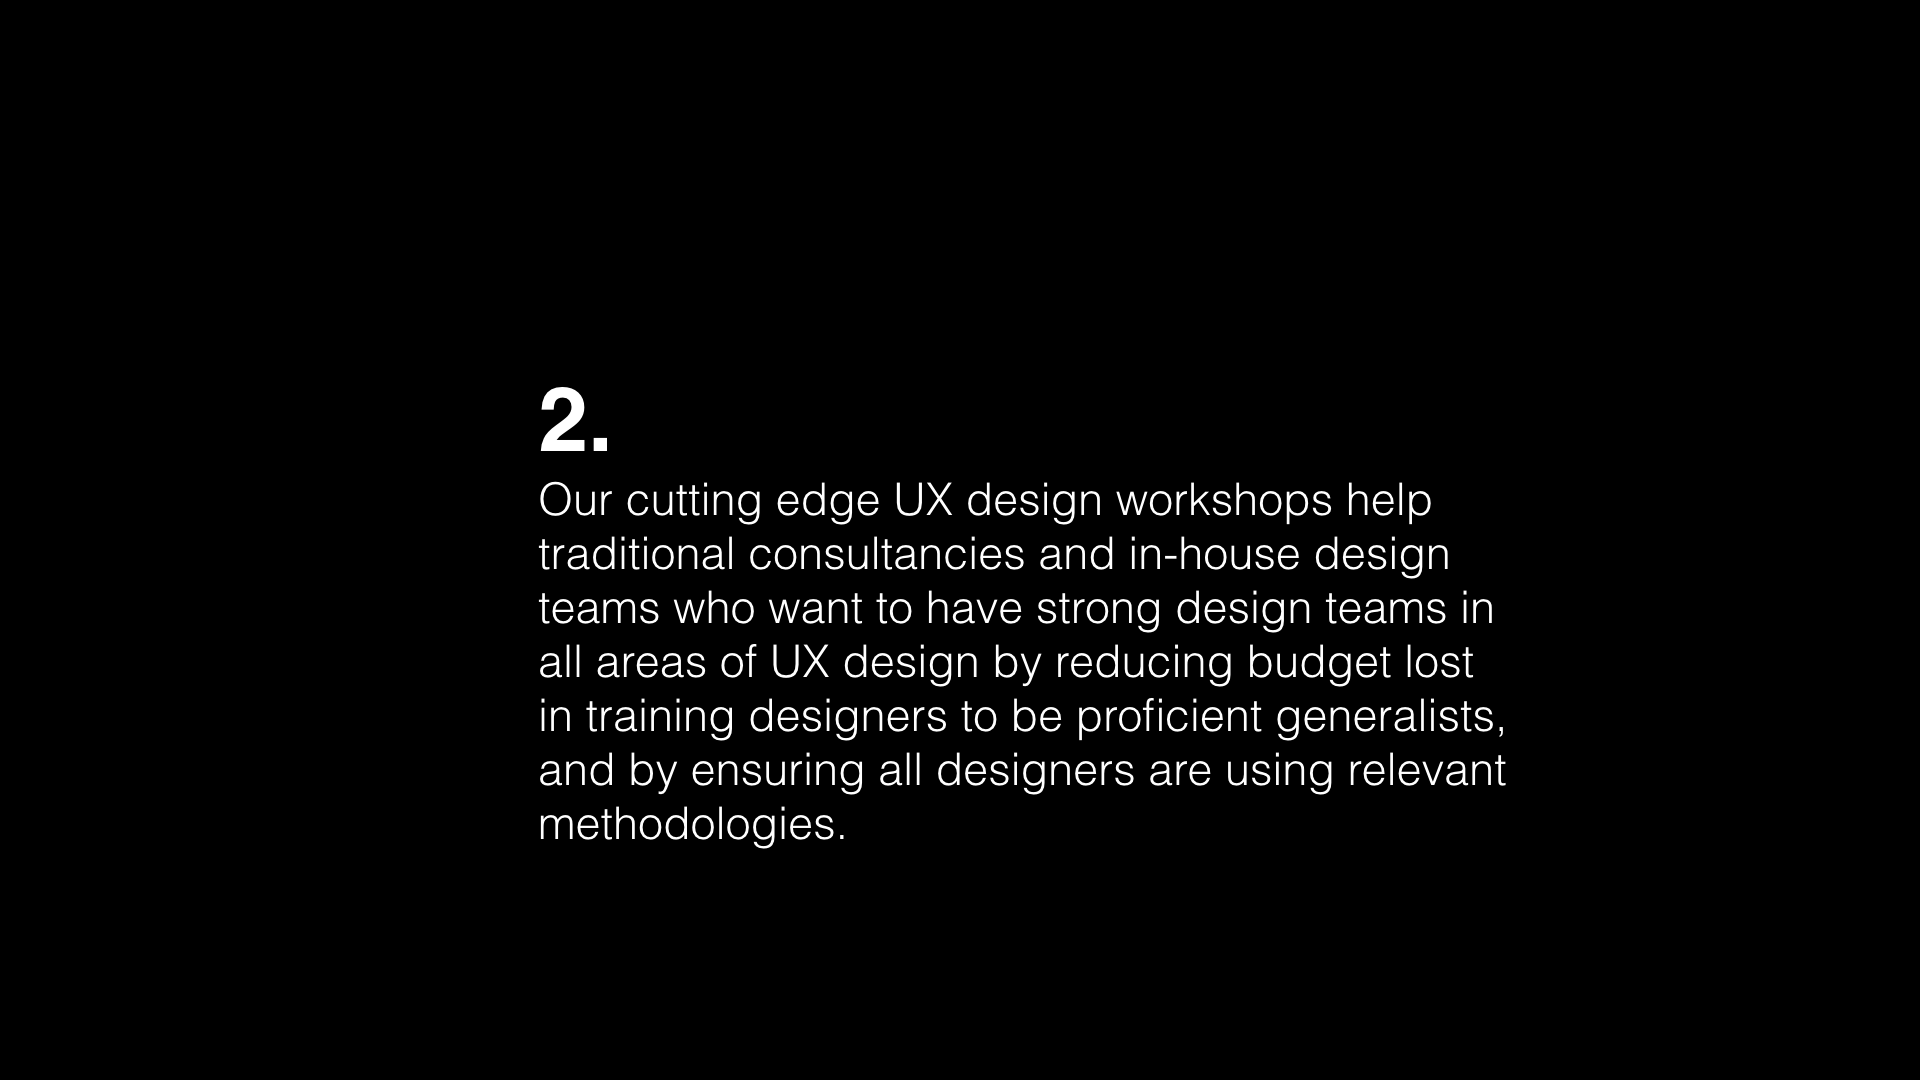 2.
Our cutting edge UX design workshops help
traditional consultancies and in-house design
teams who want to have strong design teams in
all areas of UX design by reducing budget lost
in training designers to be proficient generalists,
and by ensuring all designers are using relevant
methodologies.